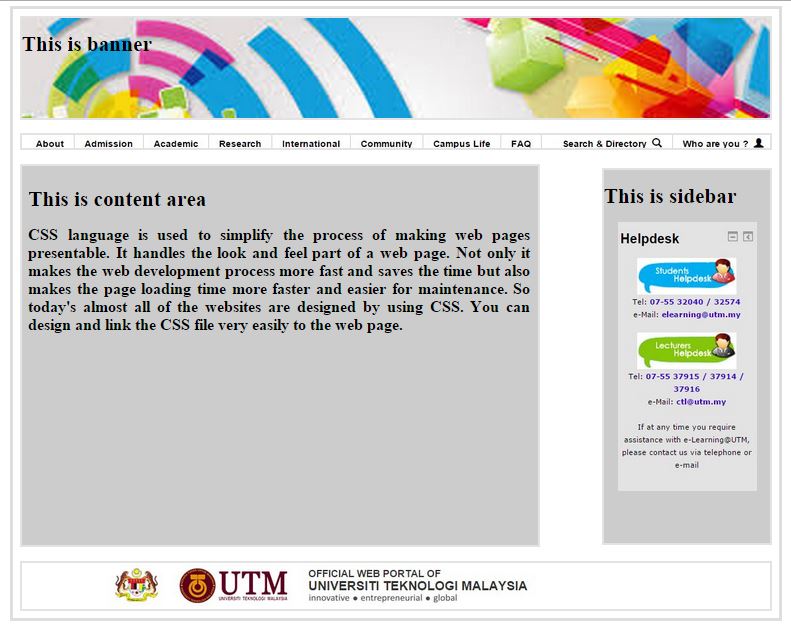 This is banner
About Admission Academic Research International Community Campus Life FAQ Search & Directory Who are you ?
This is content area
CSS language is used to simplify the process of making web pages
presentable. It handles the look and feel part of a web page. Not only it
makes the web development process more fast and saves the time but also
makes the page loading time more faster and easier for maintenance. So
today's almost all of the websites are designed by using CSS. You can
design and link the CSS file very easily to the web page.
This is sidebar
Helpdesk
Students
Helpdesk
Tel: 07-55 32040 / 32574
e-Mail: elearning@utm.my
Lecturers
Helpdesk
Tel: 07-55 37915 / 37914 /
37916
e-Mail: ctl@utm.my
If at any time you require
assistance with e-Learning@UTM,
please contact us via telephone or
e-mail
UTM
UNIVERSITI TEKNOLOGI MALAYSIA
OFFICIAL WEB PORTAL OF
UNIVERSITI TEKNOLOGI MALAYSIA
innovative ● entrepreneurial ● global